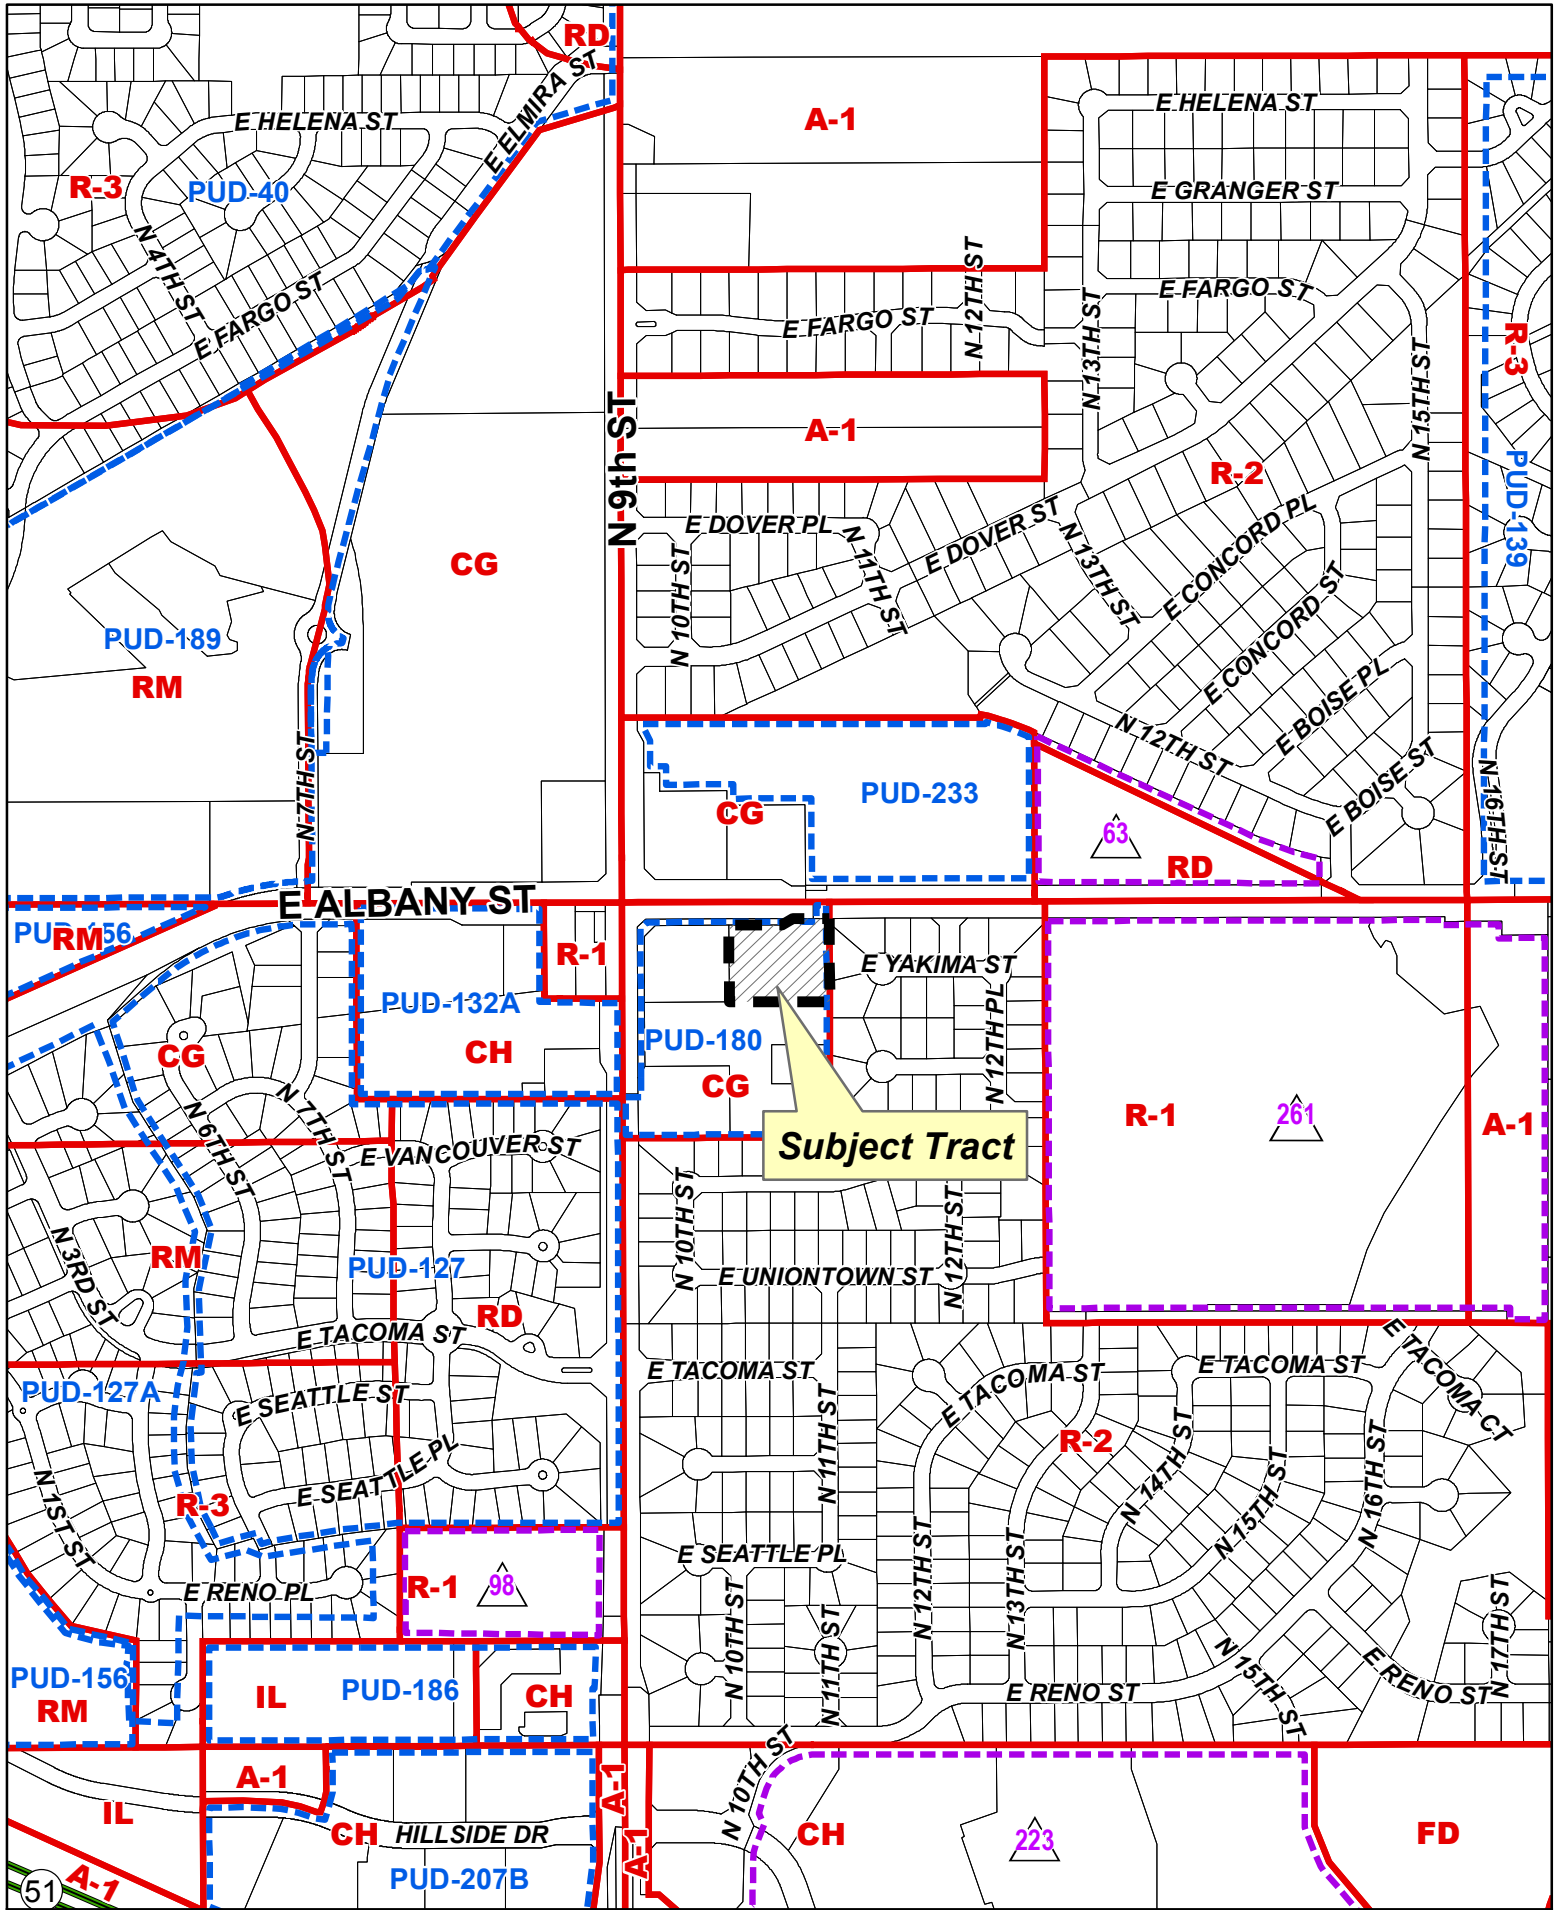 RD
E ELMIRA ST
E HELENA ST
A-1
E HELENA ST
R-3
PUD-40
E GRANGER ST
N 4TH ST
N 12TH ST
E FARGO ST
E FARGO ST
E FARGO ST
N 13TH ST
R-3
N 15TH ST
N 9th ST
A-1
R-2
PUD-139
CG
E DOVER PL
N 11TH ST
E DOVER ST
N 13TH ST
E CONCORD PL
N 10TH ST
E CONCORD ST
PUD-189
RM
E BOISE PL
N 12TH ST
N 7TH ST
E BOISE ST
N 16TH ST
PUD-233
CG
63
RD
E ALBANY ST
PUD-156
RM
R-1
E YAKIMA ST
PUD-132A
CH
PUD-180
CG
N 12TH PL
CG
N 7TH ST
N 6TH ST
R-1
261
A-1
Subject Tract
E VANCOUVER ST
N 10TH ST
N 12TH ST
N 3RD ST
RM
PUD-127
E UNIONTOWN ST
RD
E TACOMA ST
E TACOMA ST
E TACOMA ST
E TACOMA ST
E TACOMA CT
PUD-127A
E SEATTLE ST
N 11TH ST
R-2
N 14TH ST
N 15TH ST
N 16TH ST
E SEATTLE PL
N 1ST ST
R-3
E SEATTLE PL
N 12TH ST
N 13TH ST
E RENO PL
R-1
98
N 10TH ST
N 11TH ST
N 17TH ST
PUD-156
RM
IL
PUD-186
CH
E RENO ST
N 15TH ST
E RENO ST
A-1
IL
A-1
N 10TH ST
CH
HILLSIDE DR
CH
223
FD
A-1
A-1
51
PUD-207B